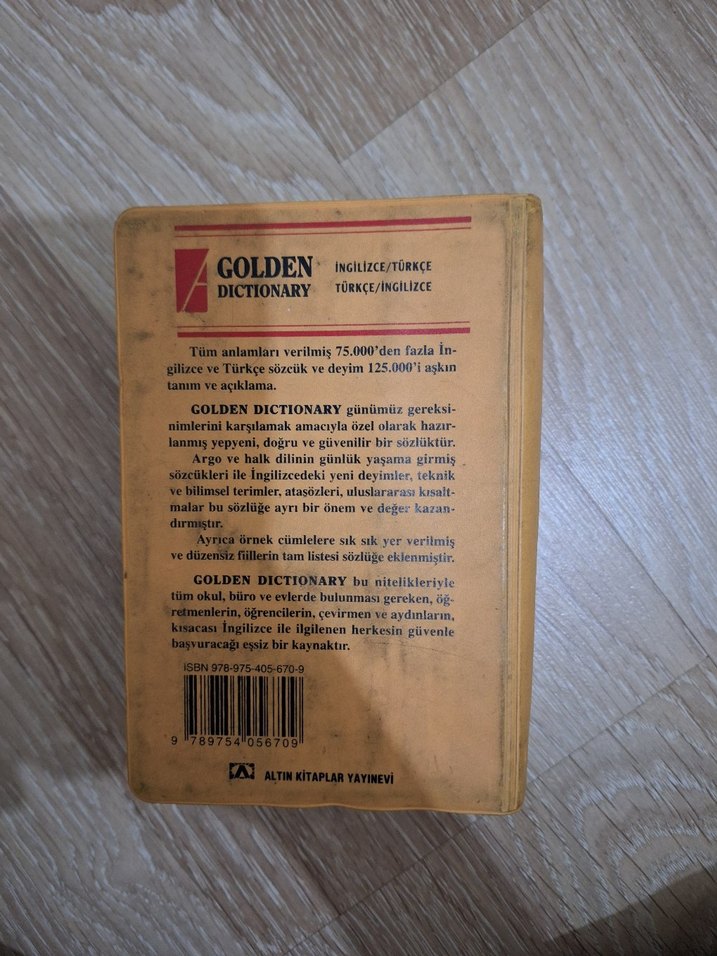 GOLDEN
DICTIONARY
İNGİLİZCE/TÜRKÇE
TÜRKÇE/İNGİLİZCE
Tüm anlamları verilmiş 75.000'den fazla İn-
gilizce ve Türkçe sözcük ve deyim 125.000'i aşkın
tanım ve açıklama.
GOLDEN DICTIONARY günümüz gereksi-
nimlerini karşılamak amacıyla özel olarak hazır-
lanmış yepyeni, doğru ve güvenilir bir sözlüktür.
Argo ve halk dilinin günlük yaşama girmiş
sözcükleri ile İngilizcedeki yeni deyimler, teknik
ve bilimsel terimler, atasözleri, uluslararası kısalt-
malar bu sözlüğe ayrı bir önem ve değer kazan-
dırmıştır.
Ayrıca örnek cümlelere sık sık yer verilmiş
ve düzensiz fiillerin tam listesi sözlüğe eklenmiştir.
GOLDEN DICTIONARY bu nitelikleriyle
tüm okul, büro ve evlerde bulunması gereken, öğ-
retmenlerin, öğrencilerin, çevirmen ve aydınların,
kısacası İngilizce ile ilgilenen herkesin güvenle
başvuracağı eşsiz bir kaynaktır.
ISBN 978-975-405-670-9
9 789754 056709
ALTIN KİTAPLAR YAYINEVİ